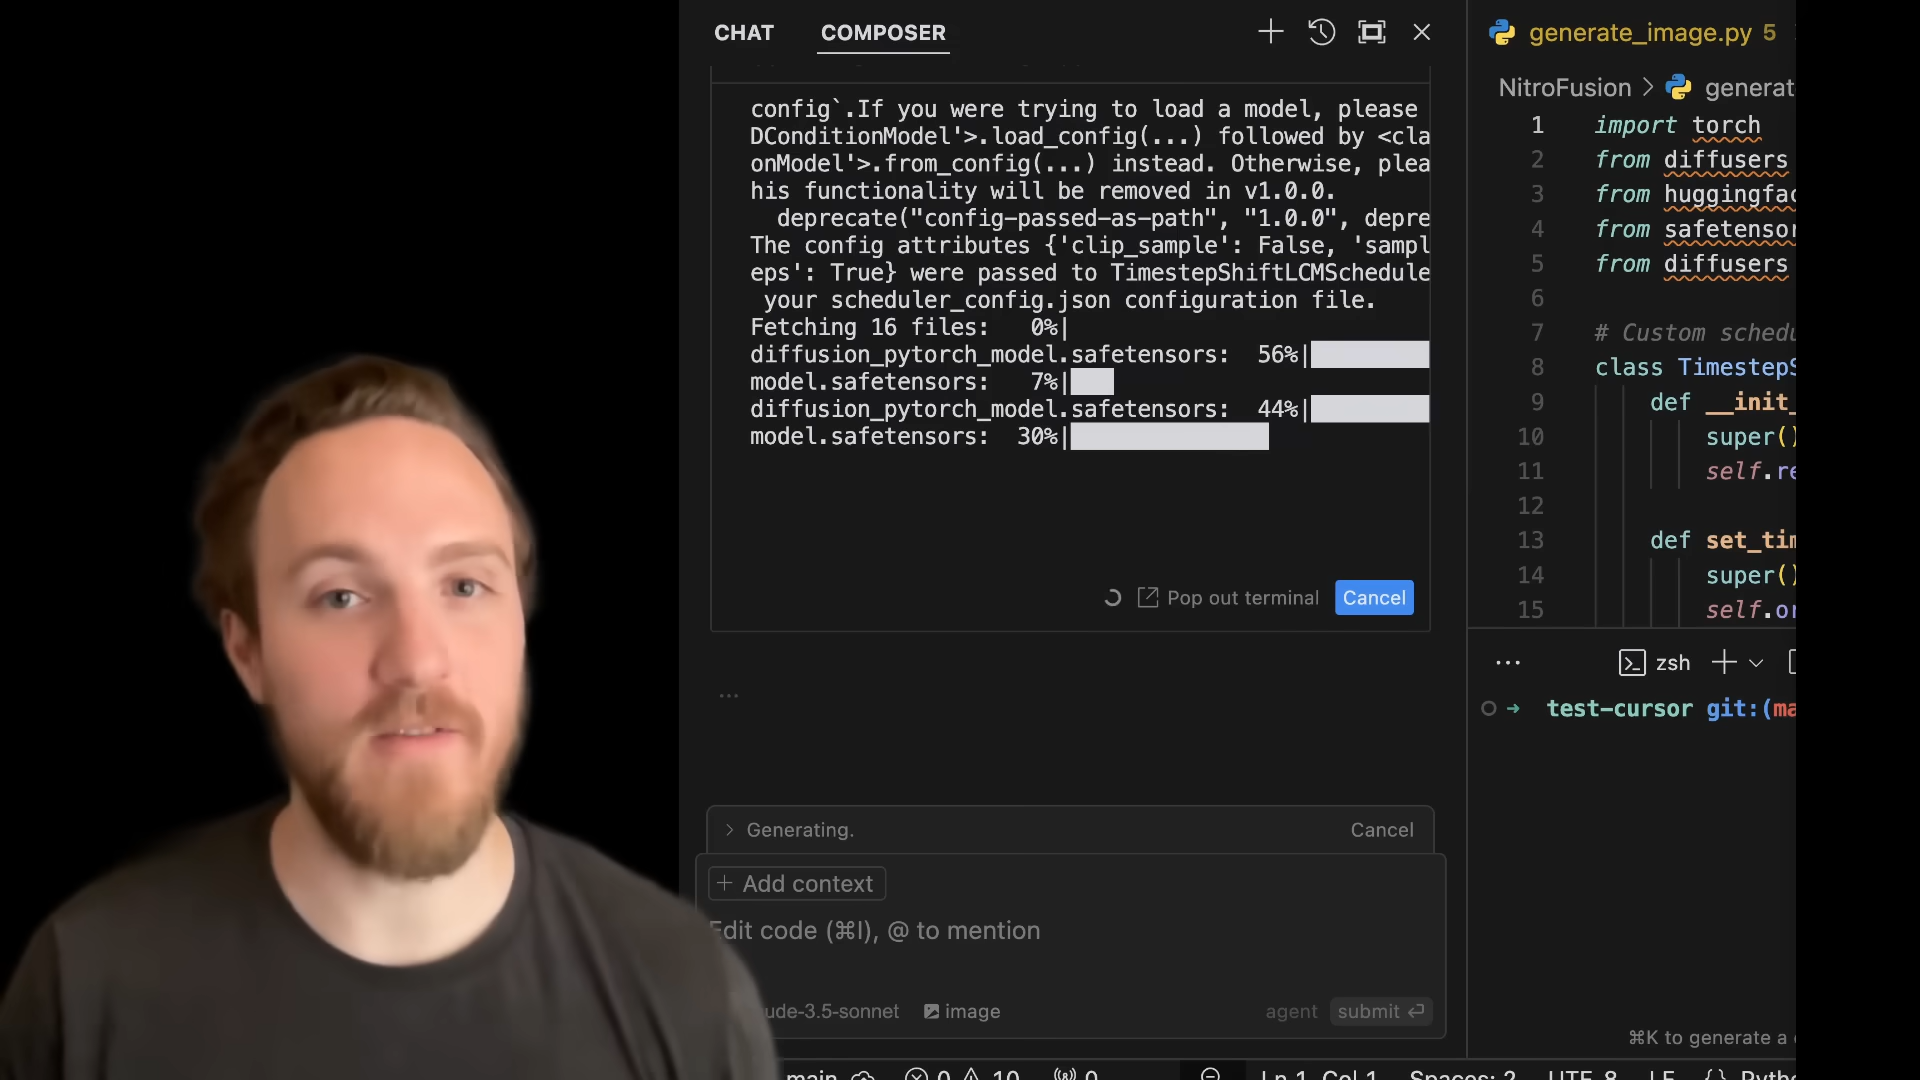 CHAT
COMPOSER
config`.If you were trying to load a model, please
DConditionModel'>.load_config(...) followed by <cla
onModel'>.from_config(...) instead. Otherwise, plea
his functionality will be removed in v1.0.0.
deprecate("config-passed-as-path", "1.0.0", depre
The config attributes {'clip_sample': False, 'sampl
eps': True} were passed to TimestepShiftLCMSchedule
your scheduler_config.json configuration file.
Fetching 16 files: 0%|
diffusion_pytorch_model.safetensors: 56%|
model.safetensors: 7%|
diffusion_pytorch_model.safetensors: 44%|
model.safetensors: 30%|
Pop out terminal Cancel
...
Generating. Cancel
+ Add context
Edit code (⌘I), @ to mention
ude-3.5-sonnet image agent submit
generate_image.py 5
NitroFusion > generat
1 import torch
2 from diffusers
3 from huggingfac
4 from safetensor
5 from diffusers
6
7 # Custom schedu
8 class TimestepS
9 def __init_
10 super()
11 self.re
12
13 def set_tim
14 super()
15 self.or
... zsh
test-cursor git:(ma
⌘K to generate a
main 0 10 0 Ln 1, Col 1 Spaces: 2 UTF-8 LF {} Pytho